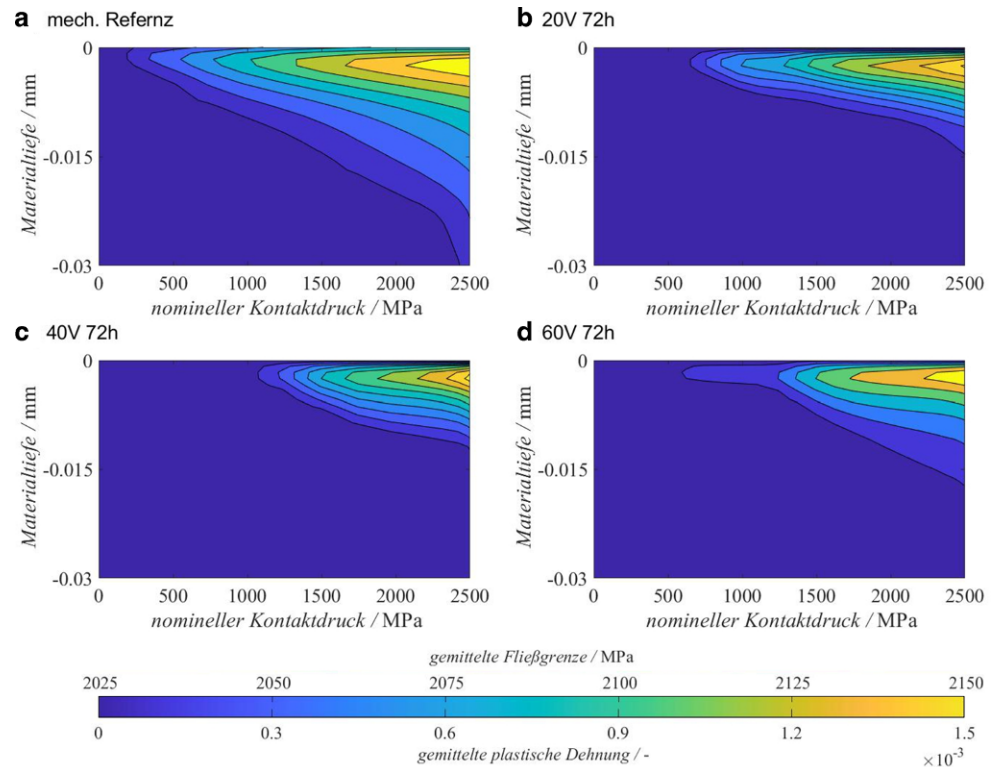 a mech. Refernz
b 20V 72h
0
-0.015
-0.03
Materialtiefe / mm
0 500 1000 1500 2000 2500
nomineller Kontaktdruck / MPa
0
-0.015
-0.03
Materialtiefe / mm
0 500 1000 1500 2000 2500
nomineller Kontaktdruck / MPa
c 40V 72h
d 60V 72h
0
-0.015
-0.03
Materialtiefe / mm
0 500 1000 1500 2000 2500
nomineller Kontaktdruck / MPa
0
-0.015
-0.03
Materialtiefe / mm
0 500 1000 1500 2000 2500
nomineller Kontaktdruck / MPa
gemittelte Fließgrenze / MPa
2025 2050 2075 2100 2125 2150
0 0.3 0.6 0.9 1.2 1.5
gemittelte plastische Dehnung / -
×10⁻³